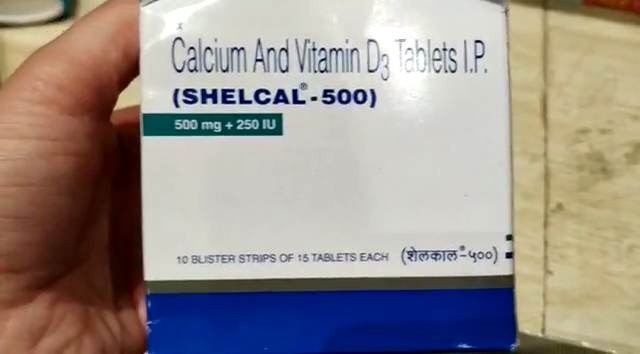 Calcium And Vitamin D3 Tablets I.P.
(SHELCAL®-500)
500 mg + 250 IU
10 BLISTER STRIPS OF 15 TABLETS EACH (शेलकाल®-५००)